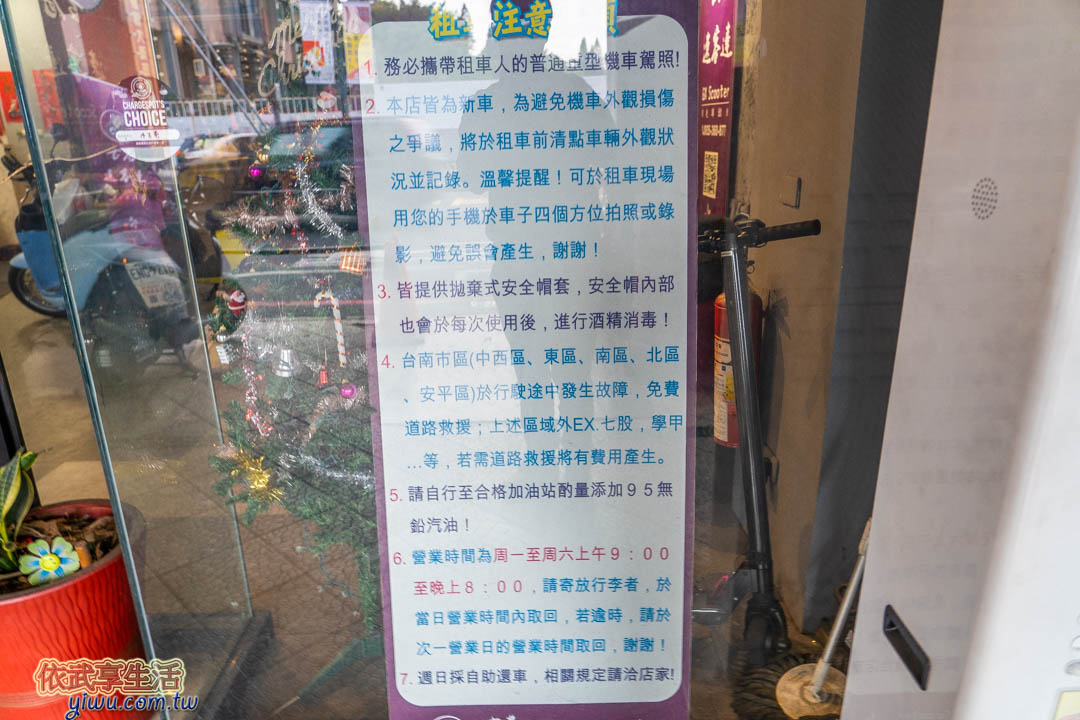 租車注意事項
1. 務必攜帶租車人的普通重型機車駕照!
2. 本店皆為新車，為避免機車外觀損傷
之爭議，將於租車前清點車輛外觀狀
況並記錄。溫馨提醒！可於租車現場
用您的手機於車子四個方位拍照或錄
影，避免誤會產生，謝謝！
3. 皆提供拋棄式安全帽套，安全帽內部
也會於每次使用後，進行酒精消毒！
4. 台南市區(中西區、東區、南區、北區
、安平區)於行駛途中發生故障，免費
道路救援；上述區域外EX.七股，學甲
…等，若需道路救援將有費用產生。
5. 請自行至合格加油站酌量添加９５無
鉛汽油！
6. 營業時間為周一至周六上午９：００
至晚上８：００，請寄放行李者，於
當日營業時間內取回，若逾時，請於
次一營業日的營業時間取回，謝謝！
7. 週日採自助還車，相關規定請洽店家!
CHARGESPOT'S
CHOICE
速客達
Scooter
依武享生活
yiwu.com.tw